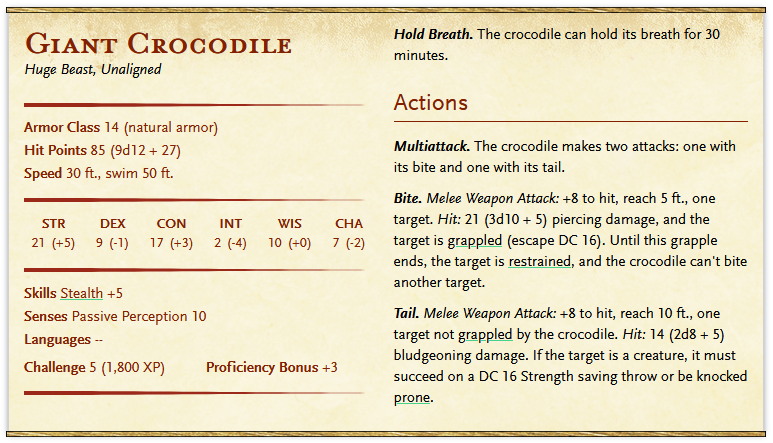 Giant Crocodile
Huge Beast, Unaligned
Armor Class 14 (natural armor)
Hit Points 85 (9d12 + 27)
Speed 30 ft., swim 50 ft.
STR DEX CON INT WIS CHA
21 (+5) 9 (-1) 17 (+3) 2 (-4) 10 (+0) 7 (-2)
Skills Stealth +5
Senses Passive Perception 10
Languages --
Challenge 5 (1,800 XP) Proficiency Bonus +3
Hold Breath. The crocodile can hold its breath for 30
minutes.
Actions
Multiattack. The crocodile makes two attacks: one with
its bite and one with its tail.
Bite. Melee Weapon Attack: +8 to hit, reach 5 ft., one
target. Hit: 21 (3d10 + 5) piercing damage, and the
target is grappled (escape DC 16). Until this grapple
ends, the target is restrained, and the crocodile can't bite
another target.
Tail. Melee Weapon Attack: +8 to hit, reach 10 ft., one
target not grappled by the crocodile. Hit: 14 (2d8 + 5)
bludgeoning damage. If the target is a creature, it must
succeed on a DC 16 Strength saving throw or be knocked
prone.